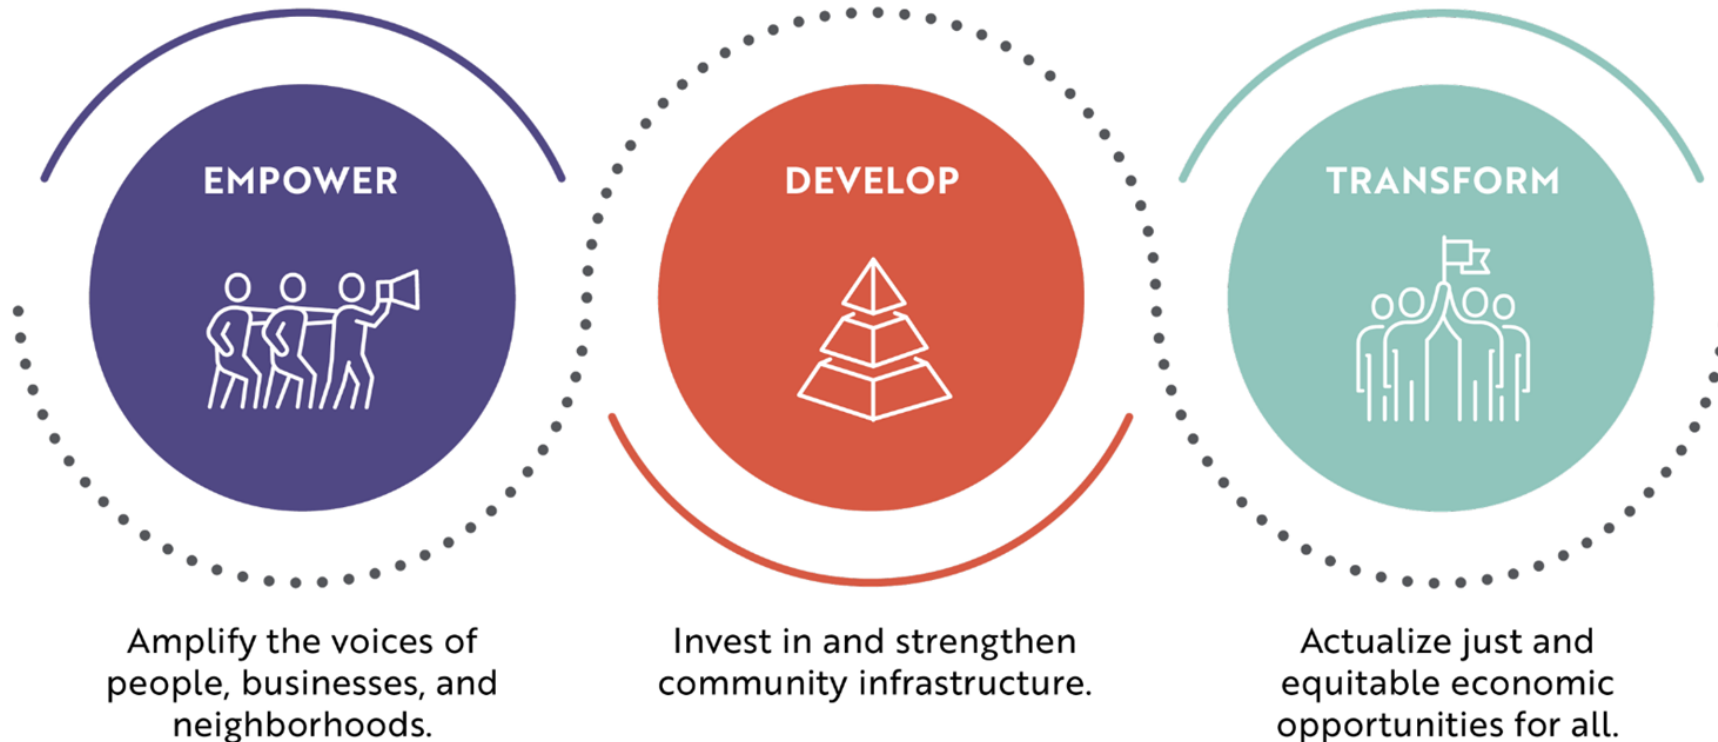 EMPOWER
Amplify the voices of
people, businesses, and
neighborhoods.
DEVELOP
Invest in and strengthen
community infrastructure.
TRANSFORM
Actualize just and
equitable economic
opportunities for all.